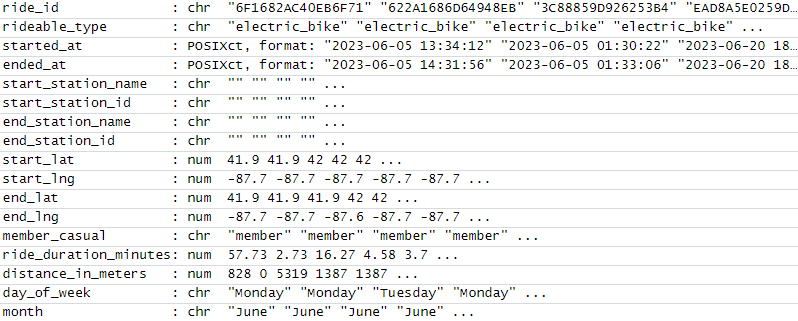 ride_id : chr "6F1682AC40EB6F71" "622A1686D64948EB" "3C88859D926253B4" "EAD8A5E0259D…
rideable_type : chr "electric_bike" "electric_bike" "electric_bike" "electric_bike" ...
started_at : POSIXct, format: "2023-06-05 13:34:12" "2023-06-05 01:30:22" "2023-06-20 18…
ended_at : POSIXct, format: "2023-06-05 14:31:56" "2023-06-05 01:33:06" "2023-06-20 18…
start_station_name : chr "" "" "" "" ...
start_station_id : chr "" "" "" "" ...
end_station_name : chr "" "" "" "" ...
end_station_id : chr "" "" "" "" ...
start_lat : num 41.9 41.9 42 42 42 ...
start_lng : num -87.7 -87.7 -87.7 -87.7 -87.7 ...
end_lat : num 41.9 41.9 41.9 42 42 ...
end_lng : num -87.7 -87.7 -87.6 -87.7 -87.7 ...
member_casual : chr "member" "member" "member" "member" ...
ride_duration_minutes: num 57.73 2.73 16.27 4.58 3.7 ...
distance_in_meters : num 828 0 5319 1387 1387 ...
day_of_week : chr "Monday" "Monday" "Tuesday" "Monday" ...
month : chr "June" "June" "June" "June" ...